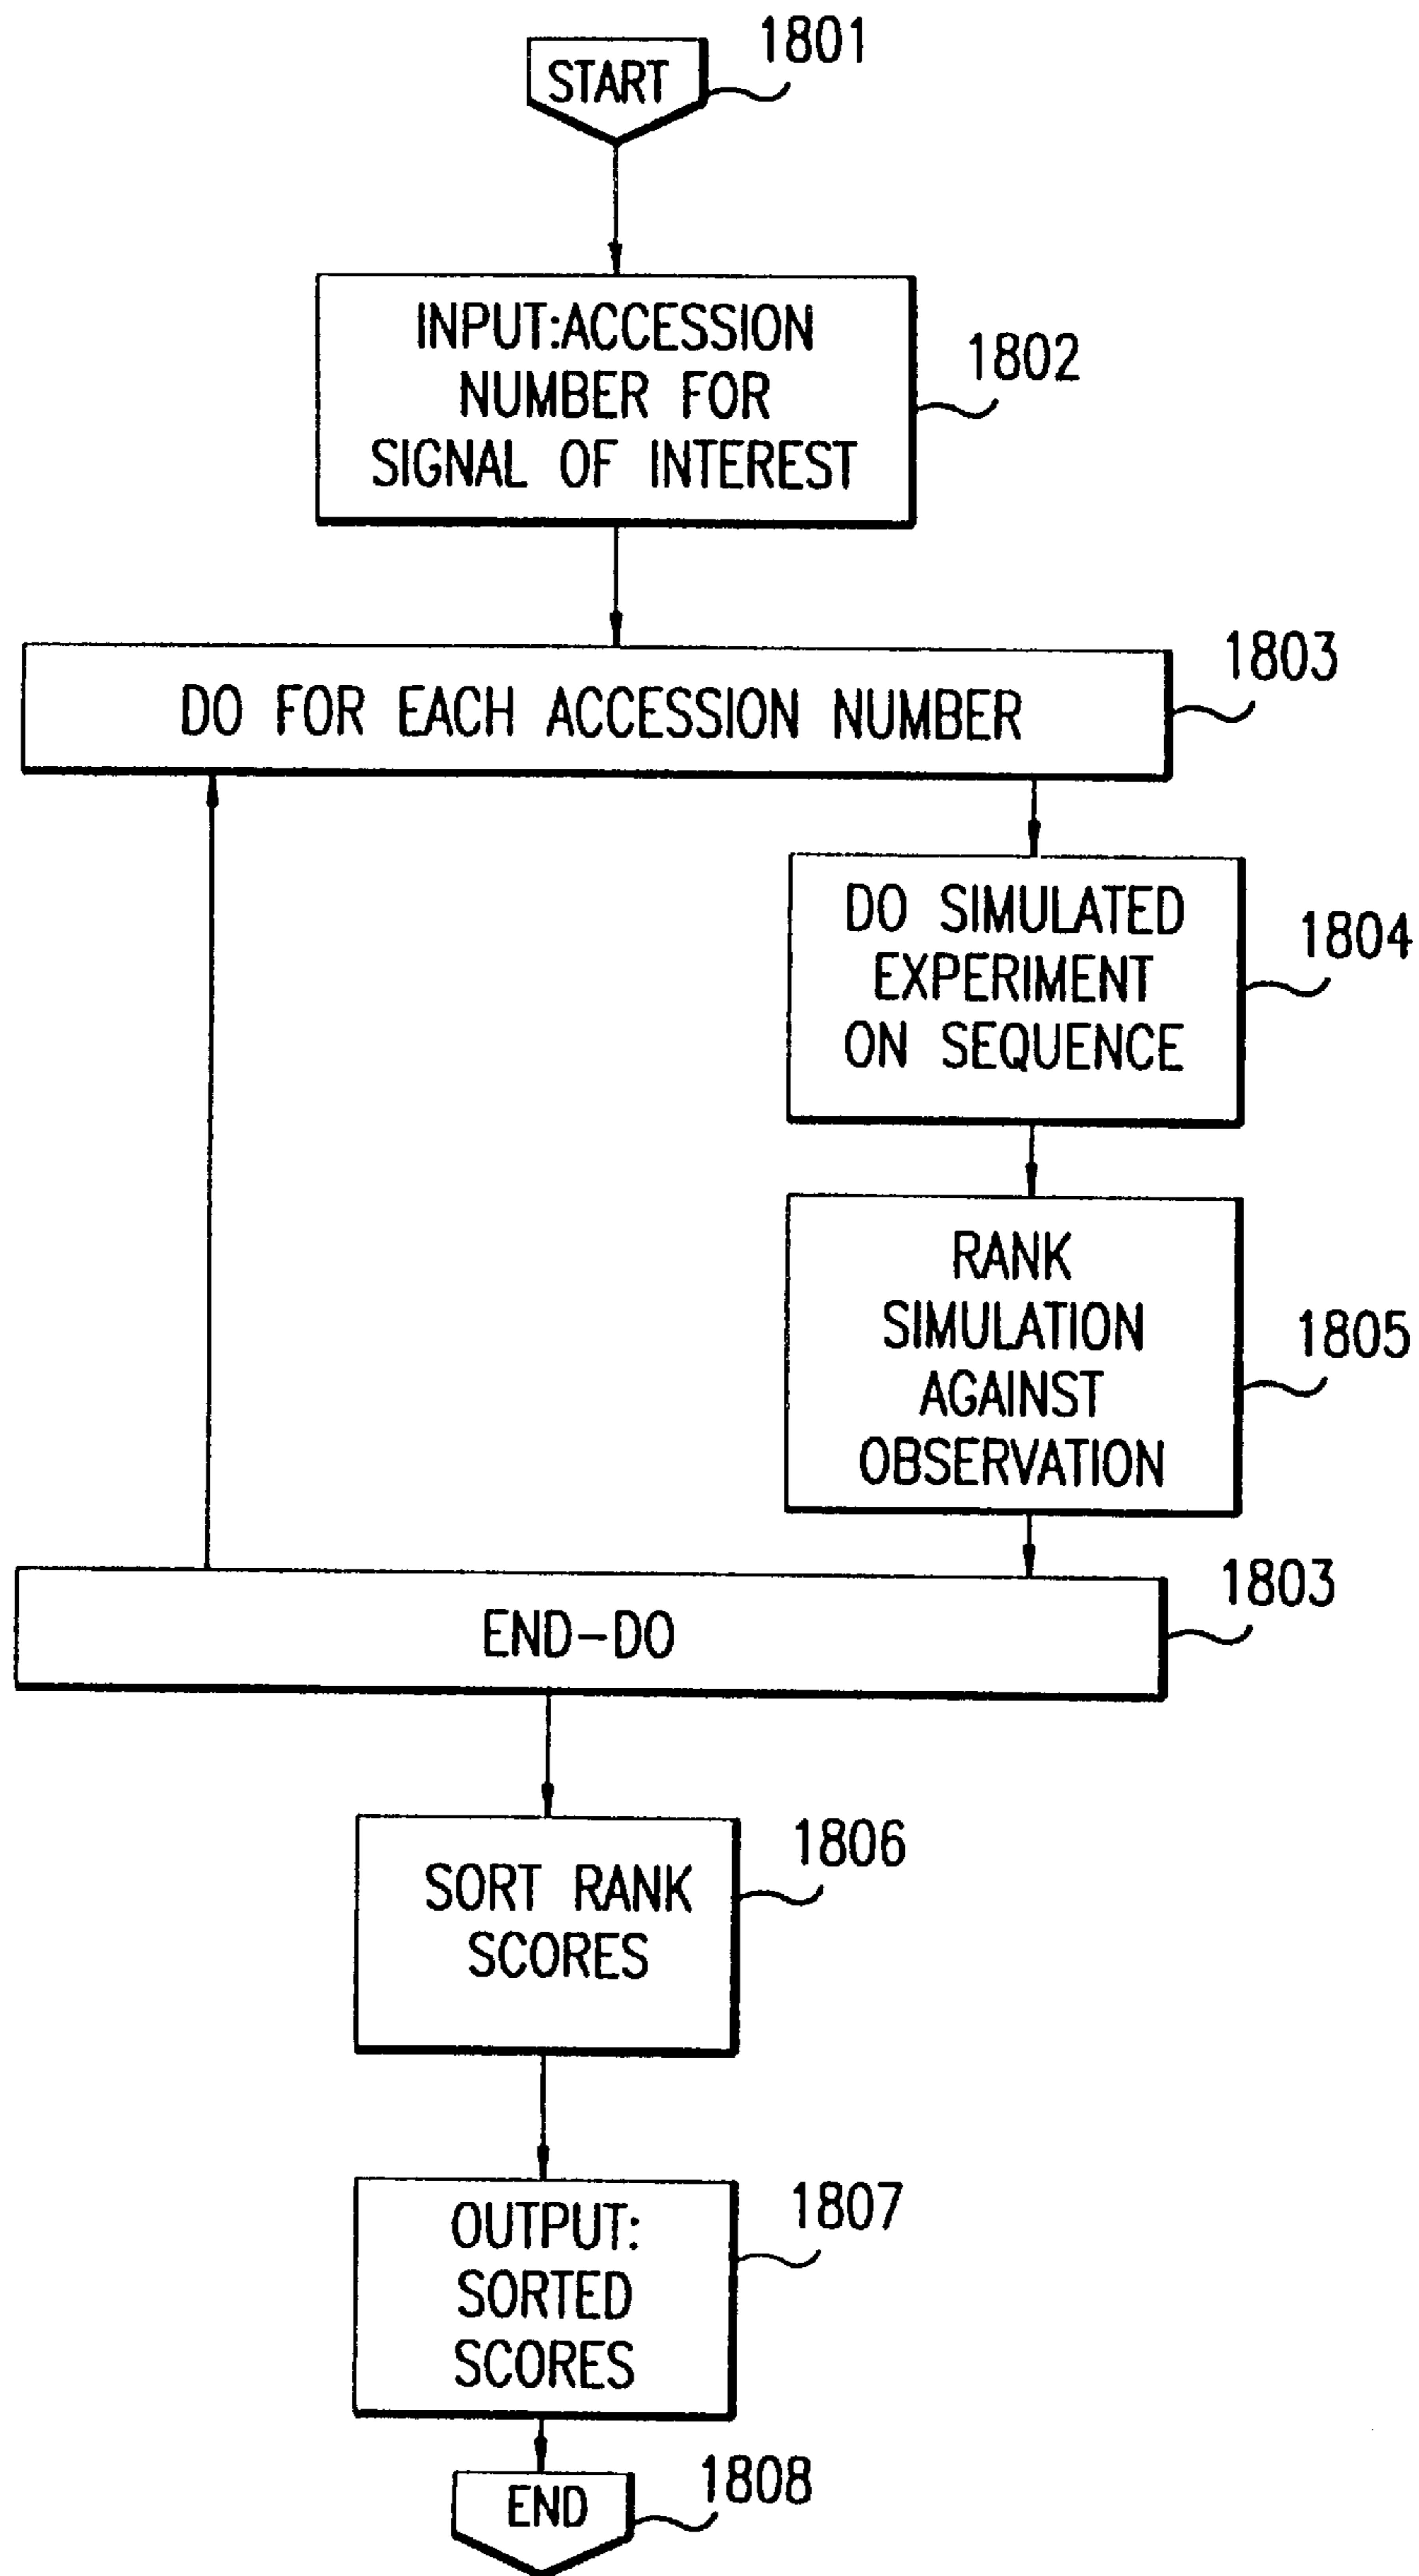 START
1801
INPUT:ACCESSION
NUMBER FOR
SIGNAL OF INTEREST
1802
DO FOR EACH ACCESSION NUMBER
1803
DO SIMULATED
EXPERIMENT
ON SEQUENCE
1804
RANK
SIMULATION
AGAINST
OBSERVATION
1805
END-DO
1803
SORT RANK
SCORES
1806
OUTPUT:
SORTED
SCORES
1807
END
1808